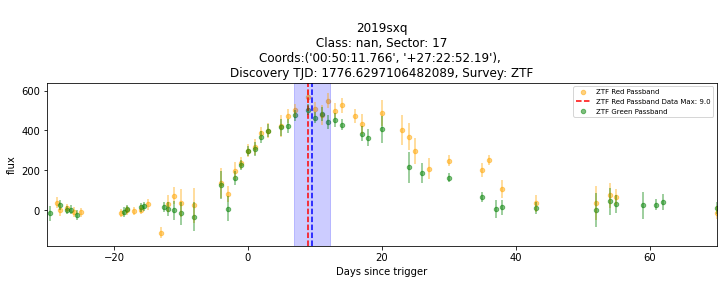 2019sxq
Class: nan, Sector: 17
Coords:('00:50:11.766', '+27:22:52.19'),
Discovery TJD: 1776.6297106482089, Survey: ZTF
ZTF Red Passband
ZTF Red Passband Data Max: 9.0
ZTF Green Passband
600
400
200
0
flux
−20
0
20
40
60
Days since trigger